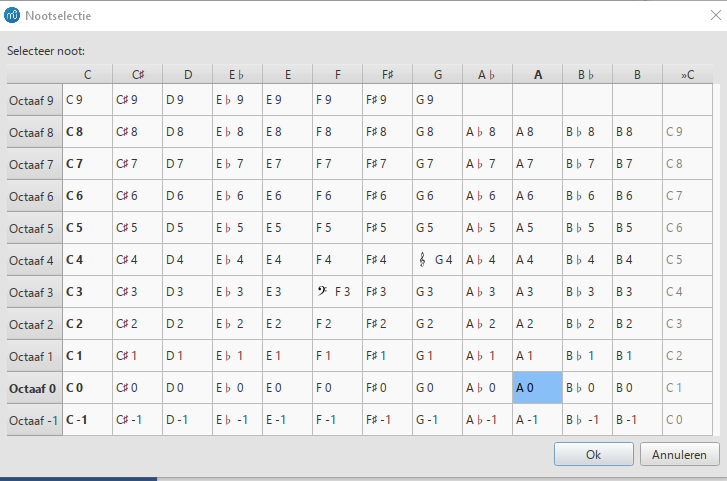 Nootselectie
Selecteer noot:
C C♯ D E♭ E F F♯ G A♭ A B♭ B »C
Octaaf 9 C 9 C♯ 9 D 9 E♭ 9 E 9 F 9 F♯ 9 G 9
Octaaf 8 C 8 C♯ 8 D 8 E♭ 8 E 8 F 8 F♯ 8 G 8 A♭ 8 A 8 B♭ 8 B 8 C 9
Octaaf 7 C 7 C♯ 7 D 7 E♭ 7 E 7 F 7 F♯ 7 G 7 A♭ 7 A 7 B♭ 7 B 7 C 8
Octaaf 6 C 6 C♯ 6 D 6 E♭ 6 E 6 F 6 F♯ 6 G 6 A♭ 6 A 6 B♭ 6 B 6 C 7
Octaaf 5 C 5 C♯ 5 D 5 E♭ 5 E 5 F 5 F♯ 5 G 5 A♭ 5 A 5 B♭ 5 B 5 C 6
Octaaf 4 C 4 C♯ 4 D 4 E♭ 4 E 4 F 4 F♯ 4 𝄞 G 4 A♭ 4 A 4 B♭ 4 B 4 C 5
Octaaf 3 C 3 C♯ 3 D 3 E♭ 3 E 3 𝄢 F 3 F♯ 3 G 3 A♭ 3 A 3 B♭ 3 B 3 C 4
Octaaf 2 C 2 C♯ 2 D 2 E♭ 2 E 2 F 2 F♯ 2 G 2 A♭ 2 A 2 B♭ 2 B 2 C 3
Octaaf 1 C 1 C♯ 1 D 1 E♭ 1 E 1 F 1 F♯ 1 G 1 A♭ 1 A 1 B♭ 1 B 1 C 2
Octaaf 0 C 0 C♯ 0 D 0 E♭ 0 E 0 F 0 F♯ 0 G 0 A♭ 0 A 0 B♭ 0 B 0 C 1
Octaaf -1 C -1 C♯ -1 D -1 E♭ -1 E -1 F -1 F♯ -1 G -1 A♭ -1 A -1 B♭ -1 B -1 C 0
Ok Annuleren